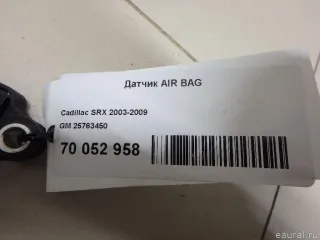 Датчик AIR BAG
Cadillac SRX 2003-2009
GM 25763450
70 052 958
eaural.ru